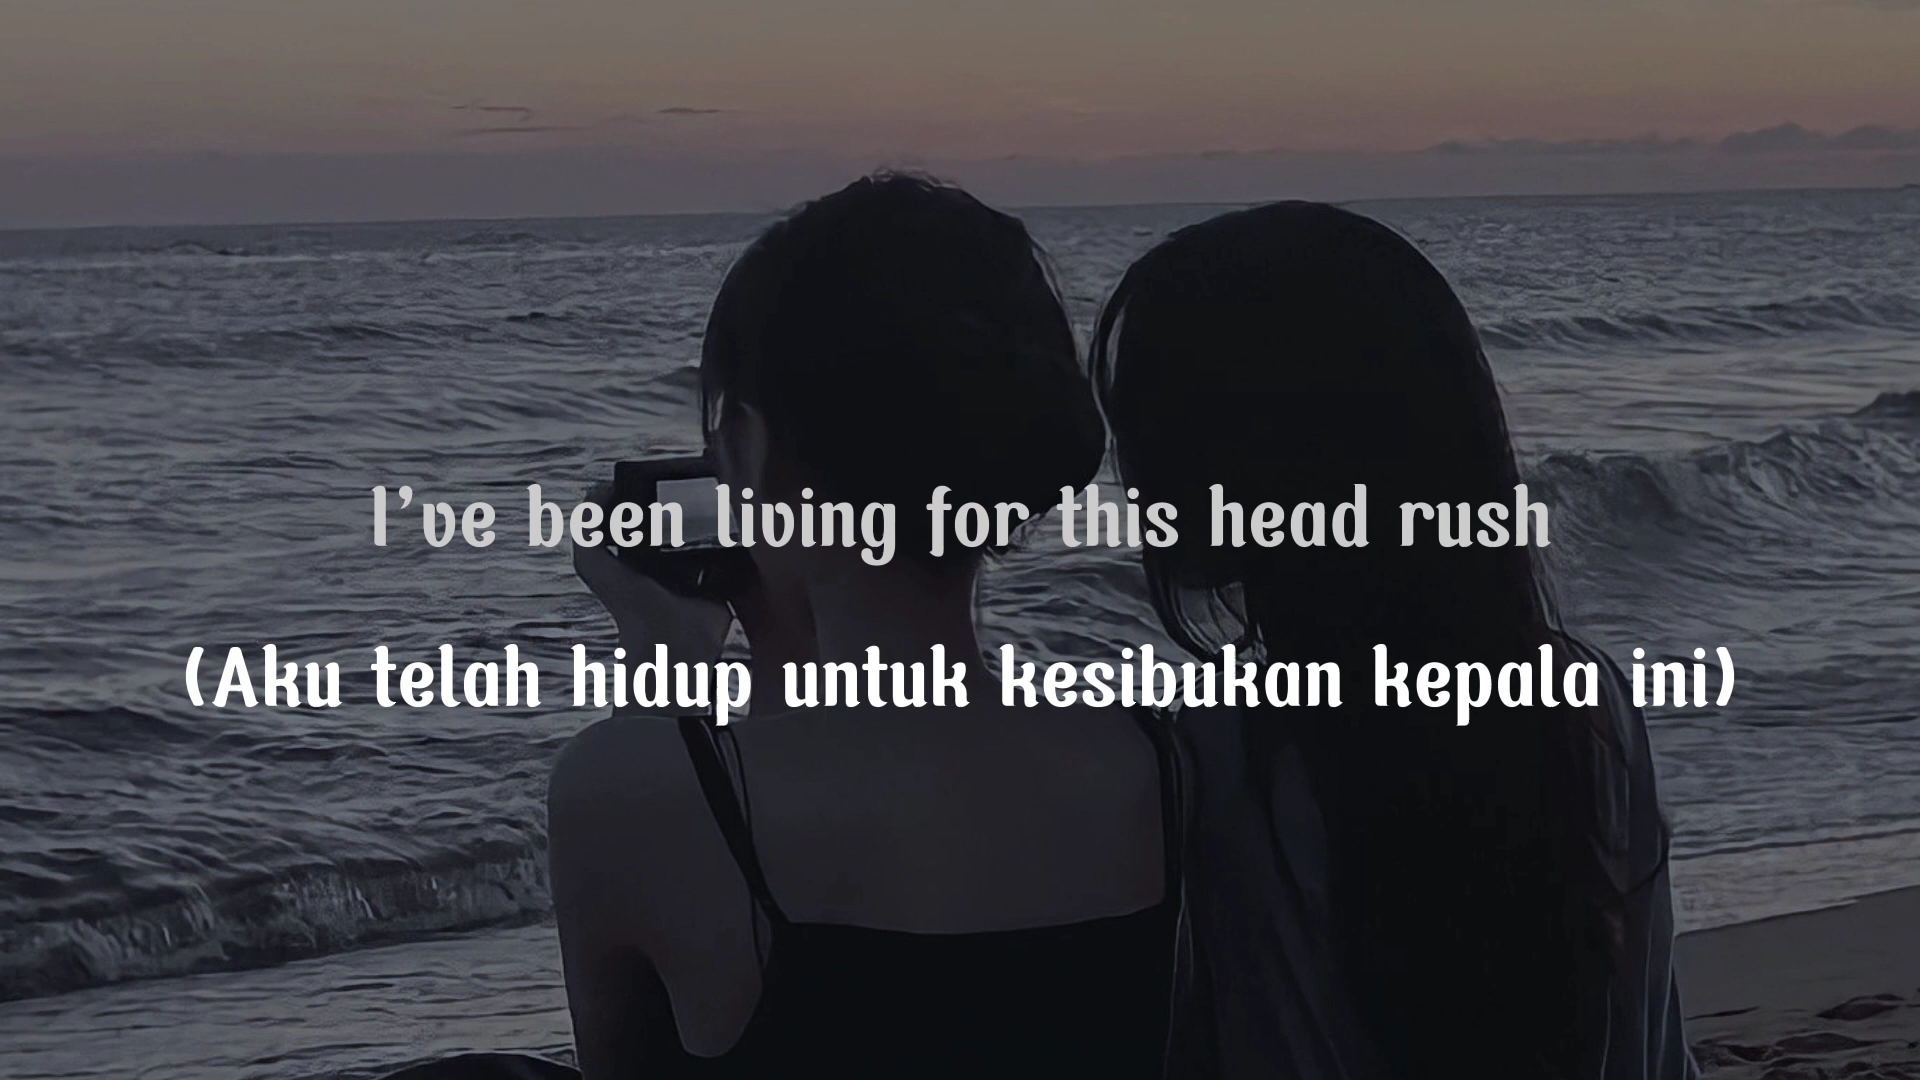 I've been living for this head rush
(Aku telah hidup untuk kesibukan kepala ini)